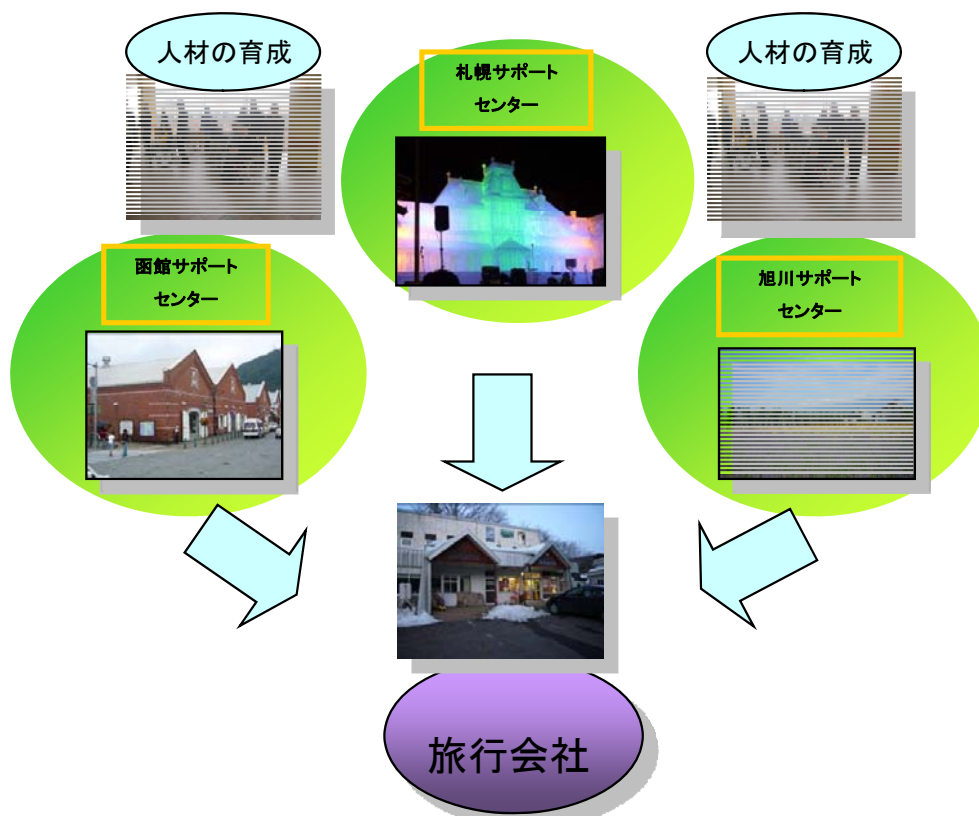 人材の育成
札幌サポート
センター
人材の育成
函館サポート
センター
旭川サポート
センター
旅行会社